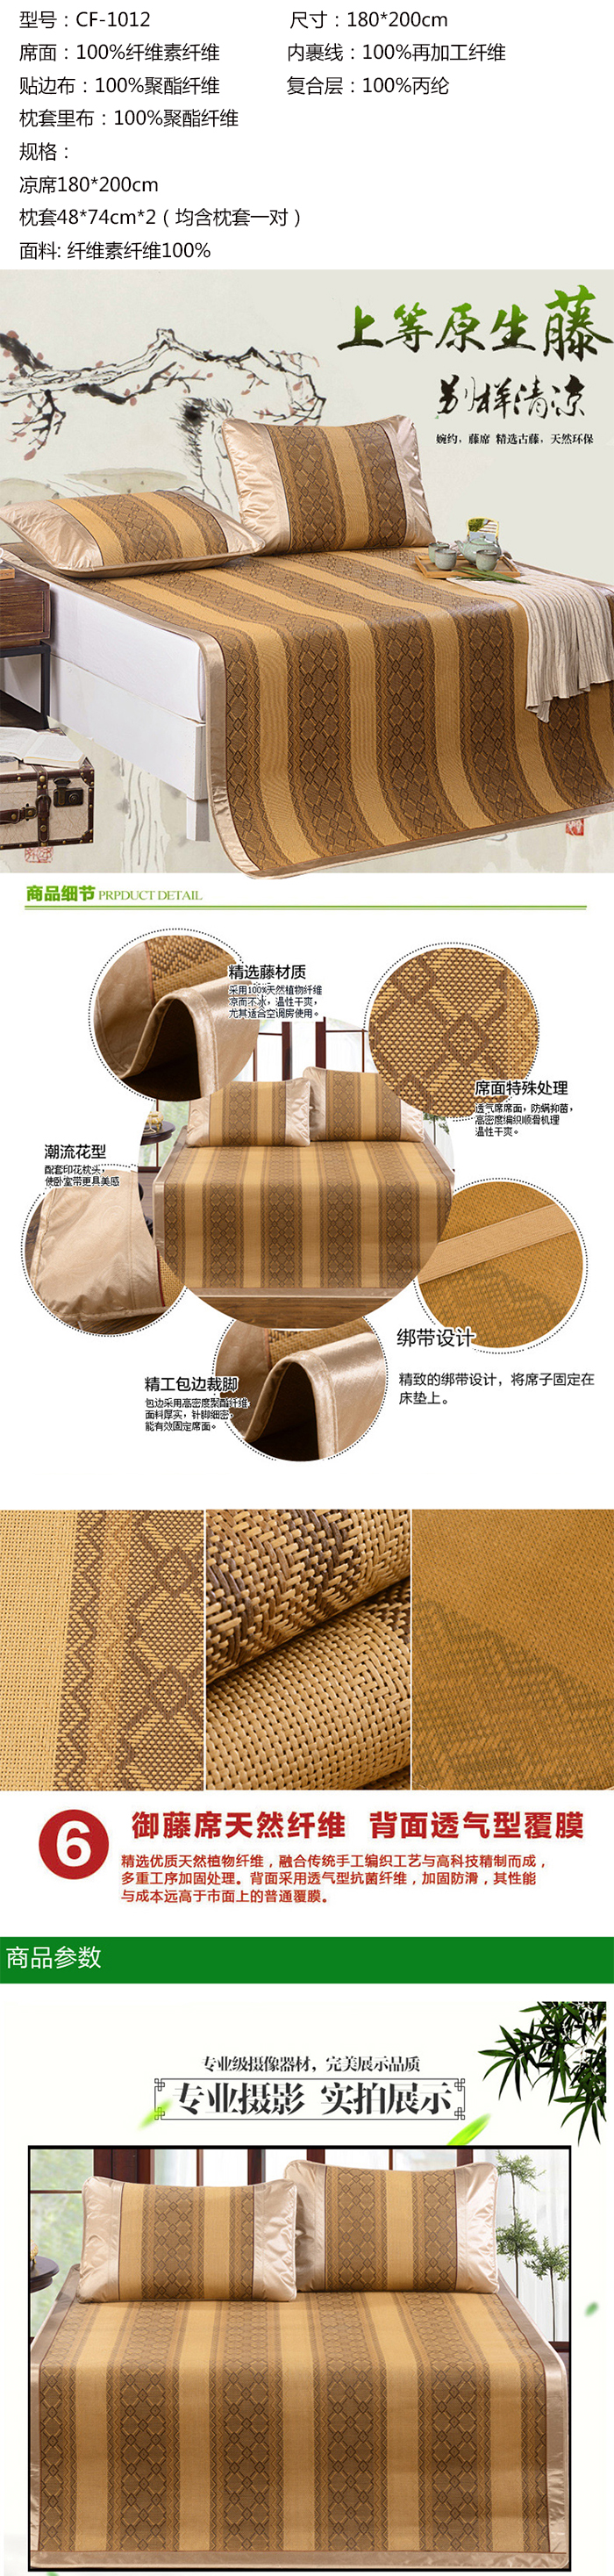 型号：CF-1012 尺寸：180*200cm
席面：100%纤维素纤维 内裹线：100%再加工纤维
贴边布：100%聚酯纤维 复合层：100%丙纶
枕套里布：100%聚酯纤维
规格：
凉席180*200cm
枕套48*74cm*2（均含枕套一对）
面料: 纤维素纤维100%
上等原生藤
别样清凉
婉约，藤席 精选古藤，天然环保
商品细节 PRPDUCT DETAIL
精选藤材质
采用100%天然植物纤维
凉而不冰，温性干爽，
尤其适合空调房使用。
席面特殊处理
透气席席面，防螨抑菌，
高密度编织顺滑机理
温性干爽。
潮流花型
配套印花枕头，
使卧室带更具美感
绑带设计
精致的绑带设计，将席子固定在
床垫上。
精工包边裁脚
包边采用高密度聚酯纤维，
面料厚实，针脚细密，
能有效固定席面。
6 御藤席天然纤维 背面透气型覆膜
精选优质天然植物纤维，融合传统手工编织工艺与高科技精制而成，
多重工序加固处理。背面采用透气型抗菌纤维，加固防滑，其性能
与成本远高于市面上的普通覆膜。
商品参数
专业级摄像器材，完美展示品质
专业摄影 实拍展示